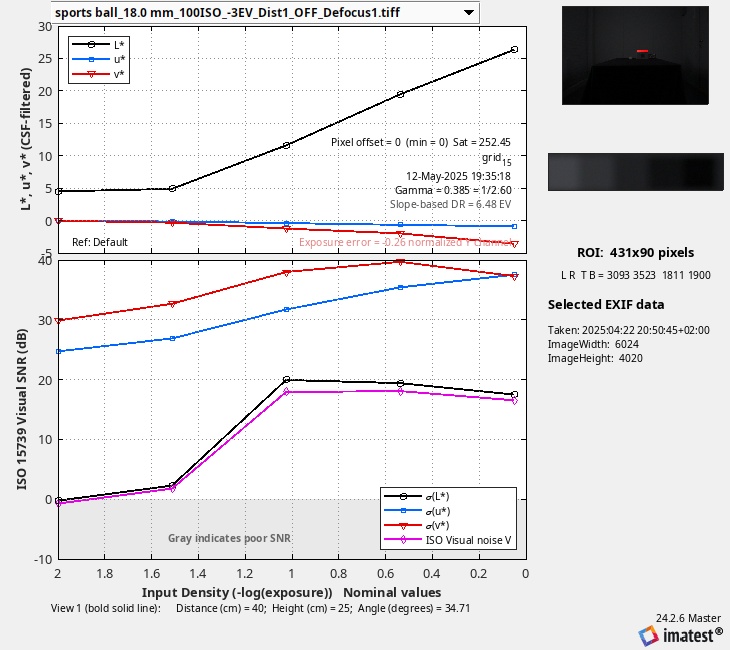 sports ball_18.0 mm_100ISO_-3EV_Dist1_OFF_Defocus1.tiff
30
25
20
15
10
5
0
-5
L*, u*, v* (CSF-filtered)
L*
u*
v*
Pixel offset = 0 (min = 0) Sat = 252.45
grid15
12-May-2025 19:35:18
Gamma = 0.385 = 1/2.60
Slope-based DR = 6.48 EV
Ref: Default
Exposure error = -0.26 normalized Y channel
40
30
20
10
0
-10
ISO 15739 Visual SNR (dB)
σ(L*)
σ(u*)
σ(v*)
ISO Visual noise V
Gray indicates poor SNR
2 1.8 1.6 1.4 1.2 1 0.8 0.6 0.4 0.2 0
Input Density (-log(exposure)) Nominal values
View 1 (bold solid line): Distance (cm) = 40; Height (cm) = 25; Angle (degrees) = 34.71
ROI: 431x90 pixels
L R T B = 3093 3523 1811 1900
Selected EXIF data
Taken: 2025:04:22 20:50:45+02:00
ImageWidth: 6024
ImageHeight: 4020
24.2.6 Master
imatest®